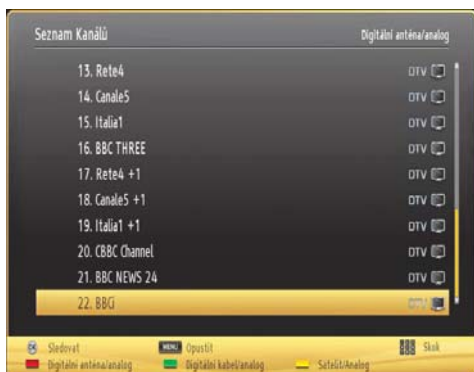 Seznam Kanálů Digitální anténa/analog
13. Rete4 DTV
14. Canale5 DTV
15. Italia1 DTV
16. BBC THREE DTV
17. Rete4 +1 DTV
18. Canale5 +1 DTV
19. Italia1 +1 DTV
20. CBBC Channel DTV
21. BBC NEWS 24 DTV
22. BBCi DTV
OK Sledovat MENU Opustit Skok
Digitální anténa/analog Digitální kabel/analog Satelit/Analog